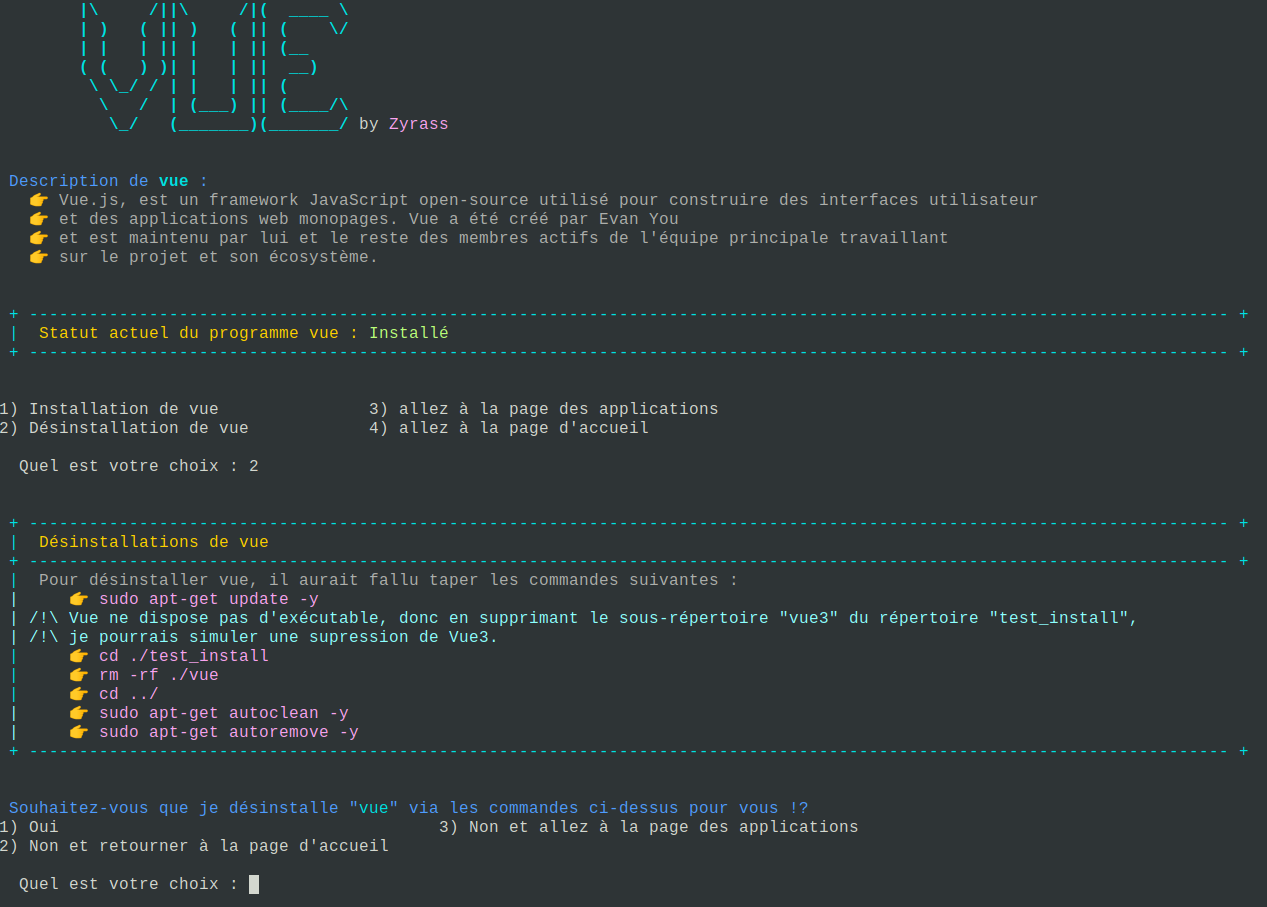 |\     /||\     /|(  ____ \
| )   ( || )   ( || (    \/
| |   | || |   | || (__
( (   ) )| |   | ||  __)
 \ \_/ / | |   | || (
  \   /  | (___) || (____/\
   \_/   (_______)(_______/ by Zyrass
Description de vue :
👉 Vue.js, est un framework JavaScript open-source utilisé pour construire des interfaces utilisateur
👉 et des applications web monopages. Vue a été créé par Evan You
👉 et est maintenu par lui et le reste des membres actifs de l'équipe principale travaillant
👉 sur le projet et son écosystème.
+ ------------------------------------------------------------------------------------------------------------------------ +
|  Statut actuel du programme vue : Installé
+ ------------------------------------------------------------------------------------------------------------------------ +
1) Installation de vue               3) allez à la page des applications
2) Désinstallation de vue            4) allez à la page d'accueil
Quel est votre choix : 2
+ ------------------------------------------------------------------------------------------------------------------------ +
|  Désinstallations de vue
+ ------------------------------------------------------------------------------------------------------------------------ +
|  Pour désinstaller vue, il aurait fallu taper les commandes suivantes :
|     👉 sudo apt-get update -y
| /!\ Vue ne dispose pas d'exécutable, donc en supprimant le sous-répertoire "vue3" du répertoire "test_install",
| /!\ je pourrais simuler une supression de Vue3.
|     👉 cd ./test_install
|     👉 rm -rf ./vue
|     👉 cd ../
|     👉 sudo apt-get autoclean -y
|     👉 sudo apt-get autoremove -y
+ ------------------------------------------------------------------------------------------------------------------------ +
Souhaitez-vous que je désinstalle "vue" via les commandes ci-dessus pour vous !?
1) Oui                                      3) Non et allez à la page des applications
2) Non et retourner à la page d'accueil
Quel est votre choix :